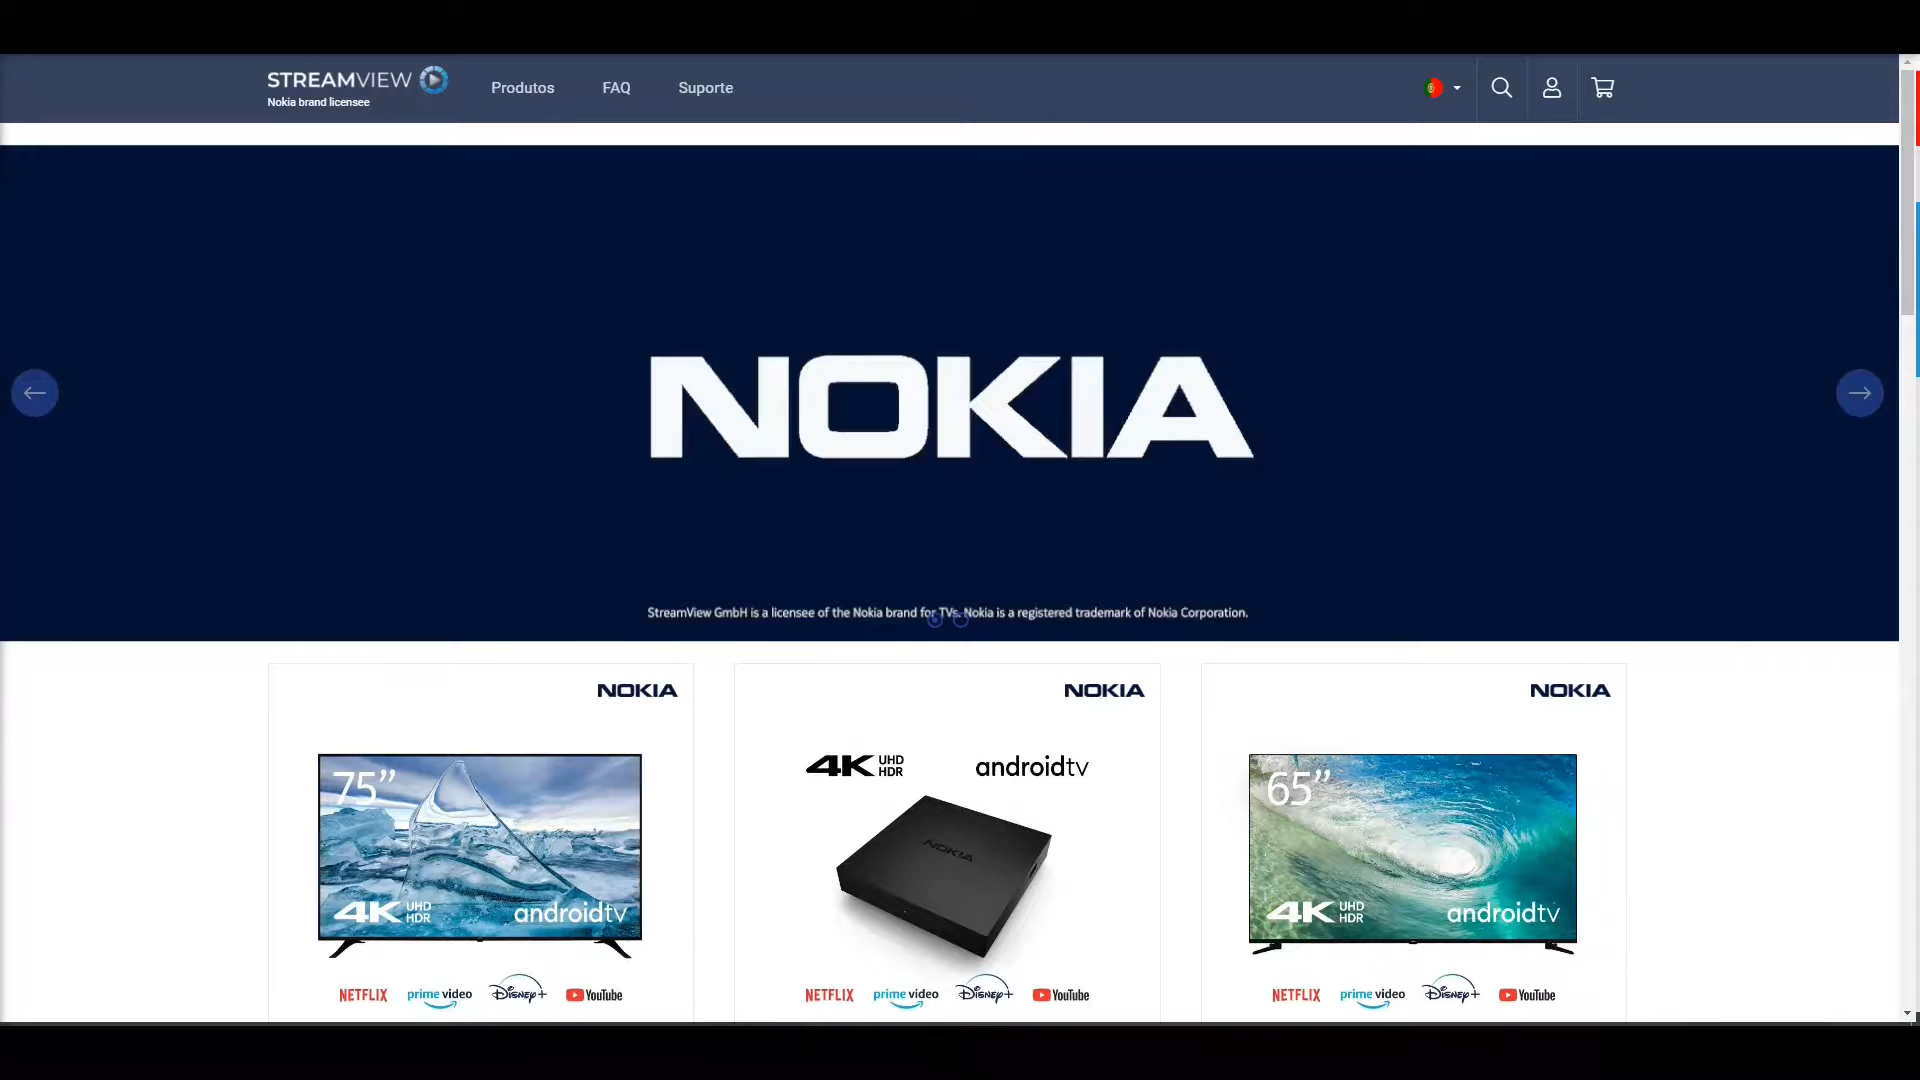 STREAMVIEW
Nokia brand licensee
Produtos
FAQ
Suporte
NOKIA
StreamView GmbH is a licensee of the Nokia brand for TVs. Nokia is a registered trademark of Nokia Corporation.
NOKIA
75”
4K UHD HDR
androidtv
NETFLIX
prime video
Disney+
YouTube
NOKIA
4K UHD HDR
androidtv
NOKIA
NETFLIX
prime video
Disney+
YouTube
NOKIA
65”
4K UHD HDR
androidtv
NETFLIX
prime video
Disney+
YouTube